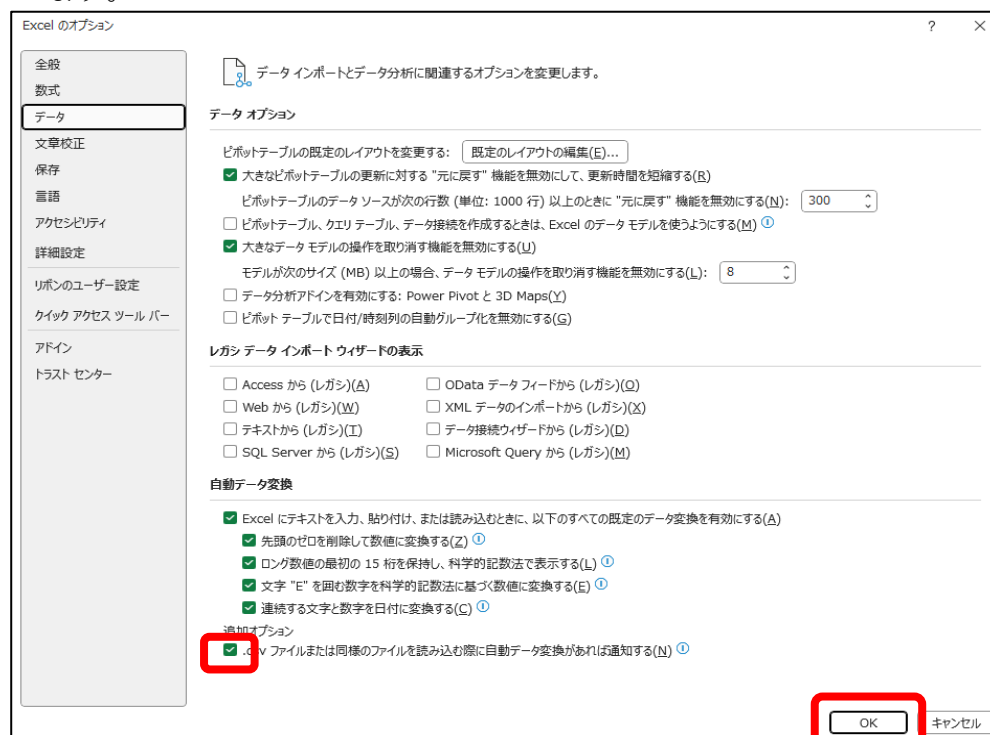 Excel のオプション
? ×
全般
数式
データ
文章校正
保存
言語
アクセシビリティ
詳細設定
リボンのユーザー設定
クイック アクセス ツール バー
アドイン
トラスト センター
データ インポートとデータ分析に関連するオプションを変更します。
データ オプション
ピボットテーブルの既定のレイアウトを変更する: 既定のレイアウトの編集(E)...
大きなピボットテーブルの更新に対する "元に戻す" 機能を無効にして、更新時間を短縮する(R)
ピボットテーブルのデータ ソースが次の行数 (単位: 1000 行) 以上のときに "元に戻す" 機能を無効にする(N): 300
ピボットテーブル、クエリ テーブル、データ接続を作成するときは、Excel のデータ モデルを使うようにする(M)
大きなデータ モデルの操作を取り消す機能を無効にする(U)
モデルが次のサイズ (MB) 以上の場合、データ モデルの操作を取り消す機能を無効にする(L): 8
データ分析アドインを有効にする: Power Pivot と 3D Maps(Y)
ピボット テーブルで日付/時刻列の自動グループ化を無効にする(G)
レガシ データ インポート ウィザードの表示
Access から (レガシ)(A) OData データ フィードから (レガシ)(O)
Web から (レガシ)(W) XML データのインポートから (レガシ)(X)
テキストから (レガシ)(T) データ接続ウィザードから (レガシ)(D)
SQL Server から (レガシ)(S) Microsoft Query から (レガシ)(M)
自動データ変換
Excel にテキストを入力、貼り付け、または読み込むときに、以下のすべての既定のデータ変換を有効にする(A)
先頭のゼロを削除して数値に変換する(Z)
ロング数値の最初の 15 桁を保持し、科学的記数法で表示する(L)
文字 "E" を囲む数字を科学的記数法に基づく数値に変換する(E)
連続する文字と数字を日付に変換する(C)
追加オプション
.csv ファイルまたは同様のファイルを読み込む際に自動データ変換があれば通知する(N)
OK キャンセル